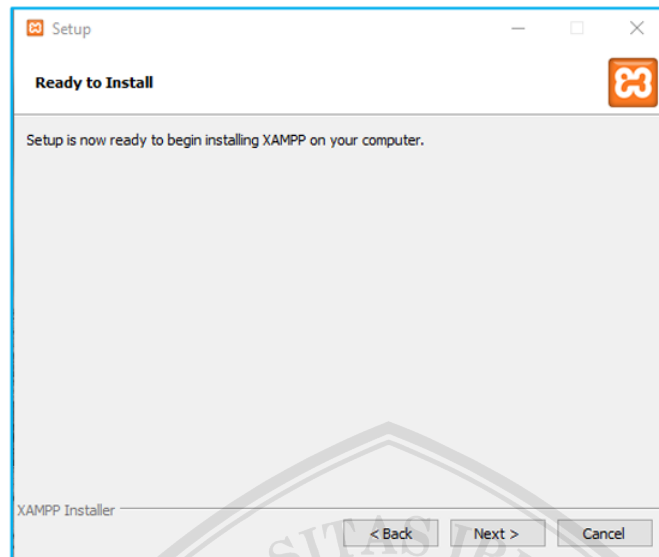 Setup
Ready to Install
Setup is now ready to begin installing XAMPP on your computer.
XAMPP Installer
< Back Next > Cancel